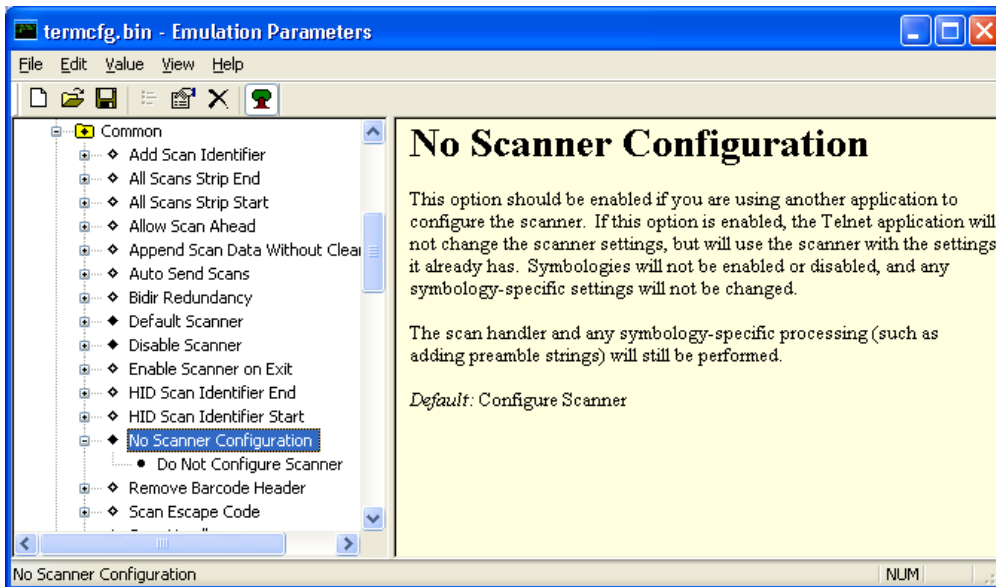 termcfg.bin - Emulation Parameters
File Edit Value View Help
Common
Add Scan Identifier
All Scans Strip End
All Scans Strip Start
Allow Scan Ahead
Append Scan Data Without Clear
Auto Send Scans
Bidir Redundancy
Default Scanner
Disable Scanner
Enable Scanner on Exit
HID Scan Identifier End
HID Scan Identifier Start
No Scanner Configuration
Do Not Configure Scanner
Remove Barcode Header
Scan Escape Code
No Scanner Configuration
This option should be enabled if you are using another application to
configure the scanner. If this option is enabled, the Telnet application will
not change the scanner settings, but will use the scanner with the settings
it already has. Symbologies will not be enabled or disabled, and any
symbology-specific settings will not be changed.
The scan handler and any symbology-specific processing (such as
adding preamble strings) will still be performed.
Default: Configure Scanner
No Scanner Configuration
NUM